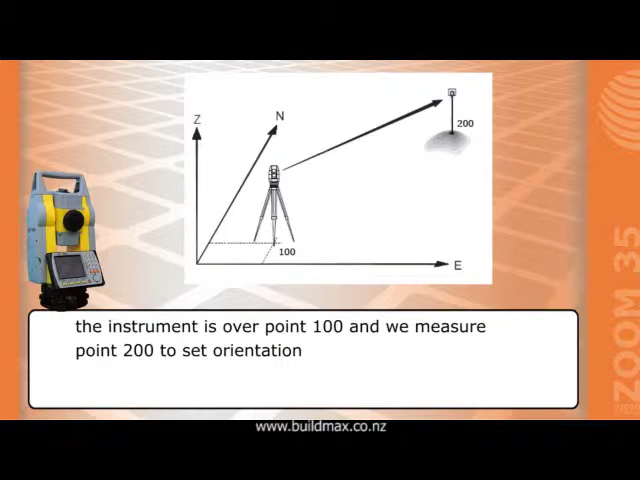 Z
N
200
100
E
the instrument is over point 100 and we measure
point 200 to set orientation
www.buildmax.co.nz
ZOOM 35